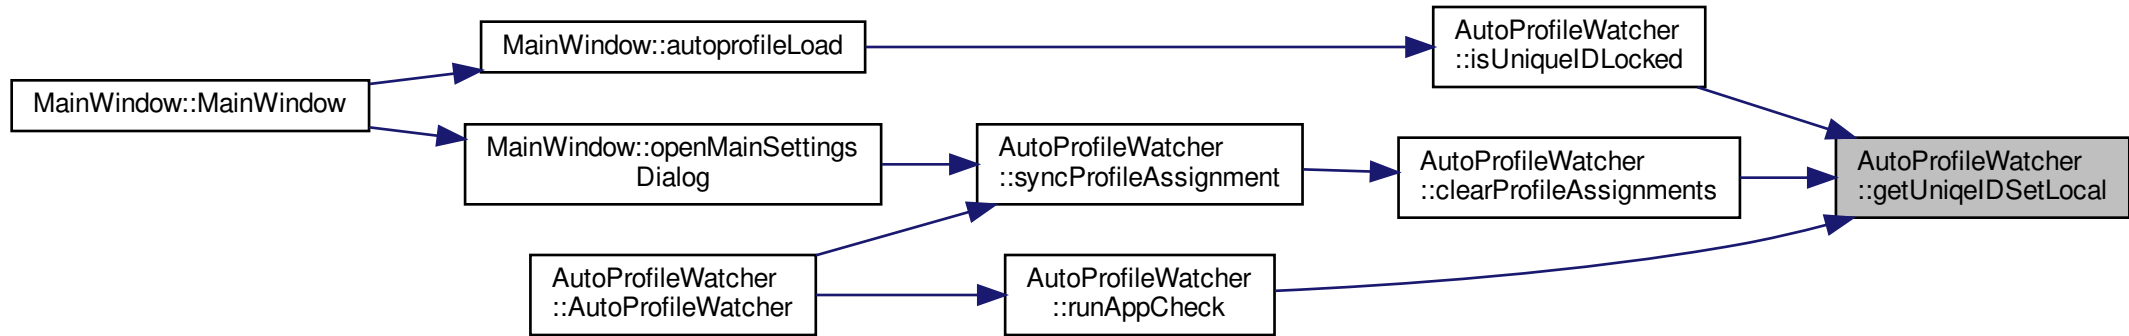 MainWindow::MainWindow
MainWindow::autoprofileLoad
MainWindow::openMainSettings
Dialog
AutoProfileWatcher
::AutoProfileWatcher
AutoProfileWatcher
::syncProfileAssignment
AutoProfileWatcher
::runAppCheck
AutoProfileWatcher
::isUniqueIDLocked
AutoProfileWatcher
::clearProfileAssignments
AutoProfileWatcher
::getUniqeIDSetLocal